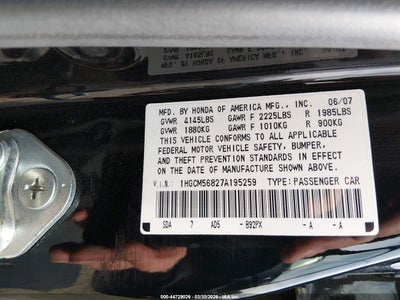 MFD. BY HONDA OF AMERICA MFG., INC. 06/07
GVWR 4145LBS GAWR F 2225LBS R 1985LBS
GVWR 1880KG GAWR F 1010KG R 900KG
THIS VEHICLE CONFORMS TO ALL APPLICABLE
FEDERAL MOTOR VEHICLE SAFETY, BUMPER,
AND THEFT PREVENTION STANDARDS IN EFFECT
ON THE DATE OF MANUFACTURE SHOWN ABOVE.
V.I.N.: 1HGCM56827A195259 TYPE: PASSENGER CAR
SDA 7 AD5 - B92PX - A - A
000-44729026 - 03/30/2026 - IAA